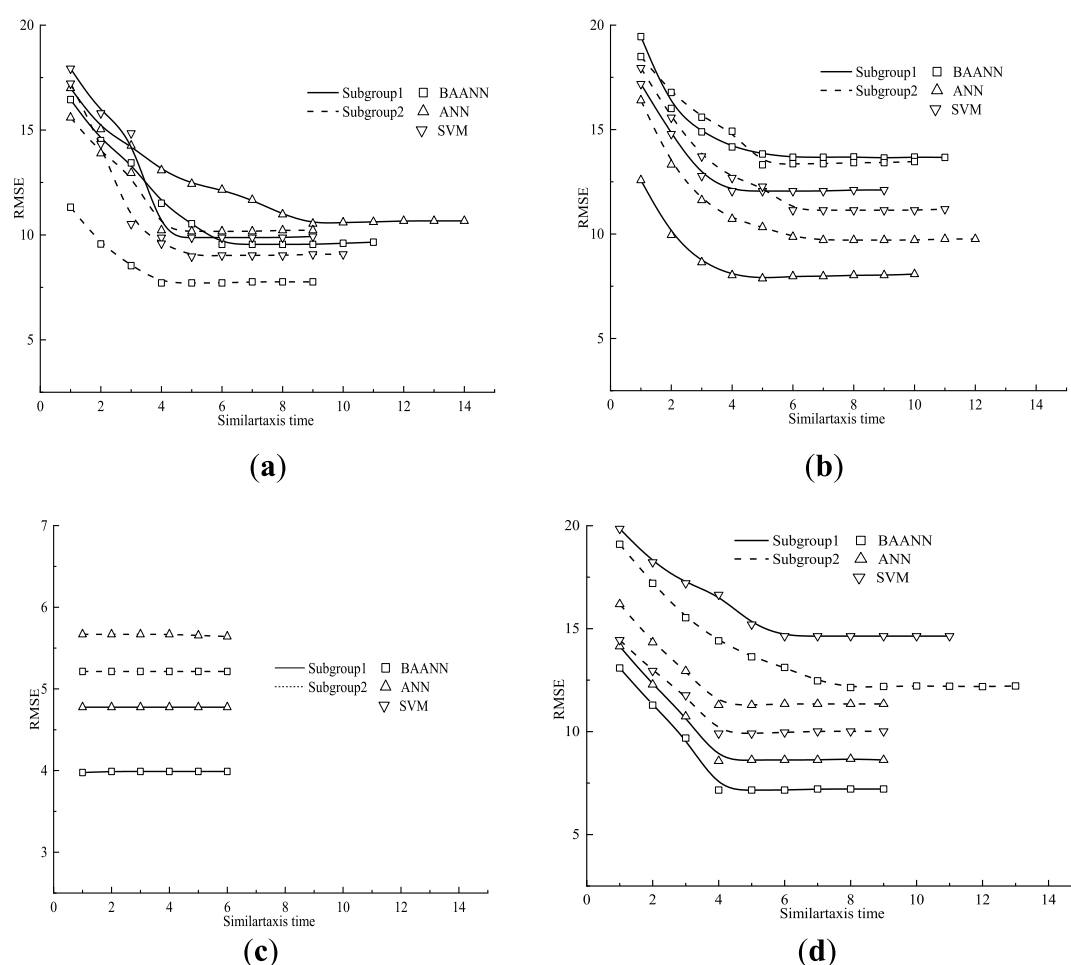 20
15
10
5
RMSE
0 2 4 6 8 10 12 14
Similartaxis time
Subgroup1 BAANN
Subgroup2 ANN
SVM
(a)
20
15
10
5
0
RMSE
0 2 4 6 8 10 12 14
Similartaxis time
Subgroup1 BAANN
Subgroup2 ANN
SVM
(b)
7
6
5
4
3
RMSE
0 2 4 6 8 10 12 14
Similartaxis time
Subgroup1 BAANN
Subgroup2 ANN
SVM
(c)
20
15
10
5
RMSE
0 2 4 6 8 10 12 14
Similartaxis time
Subgroup1 BAANN
Subgroup2 ANN
SVM
(d)